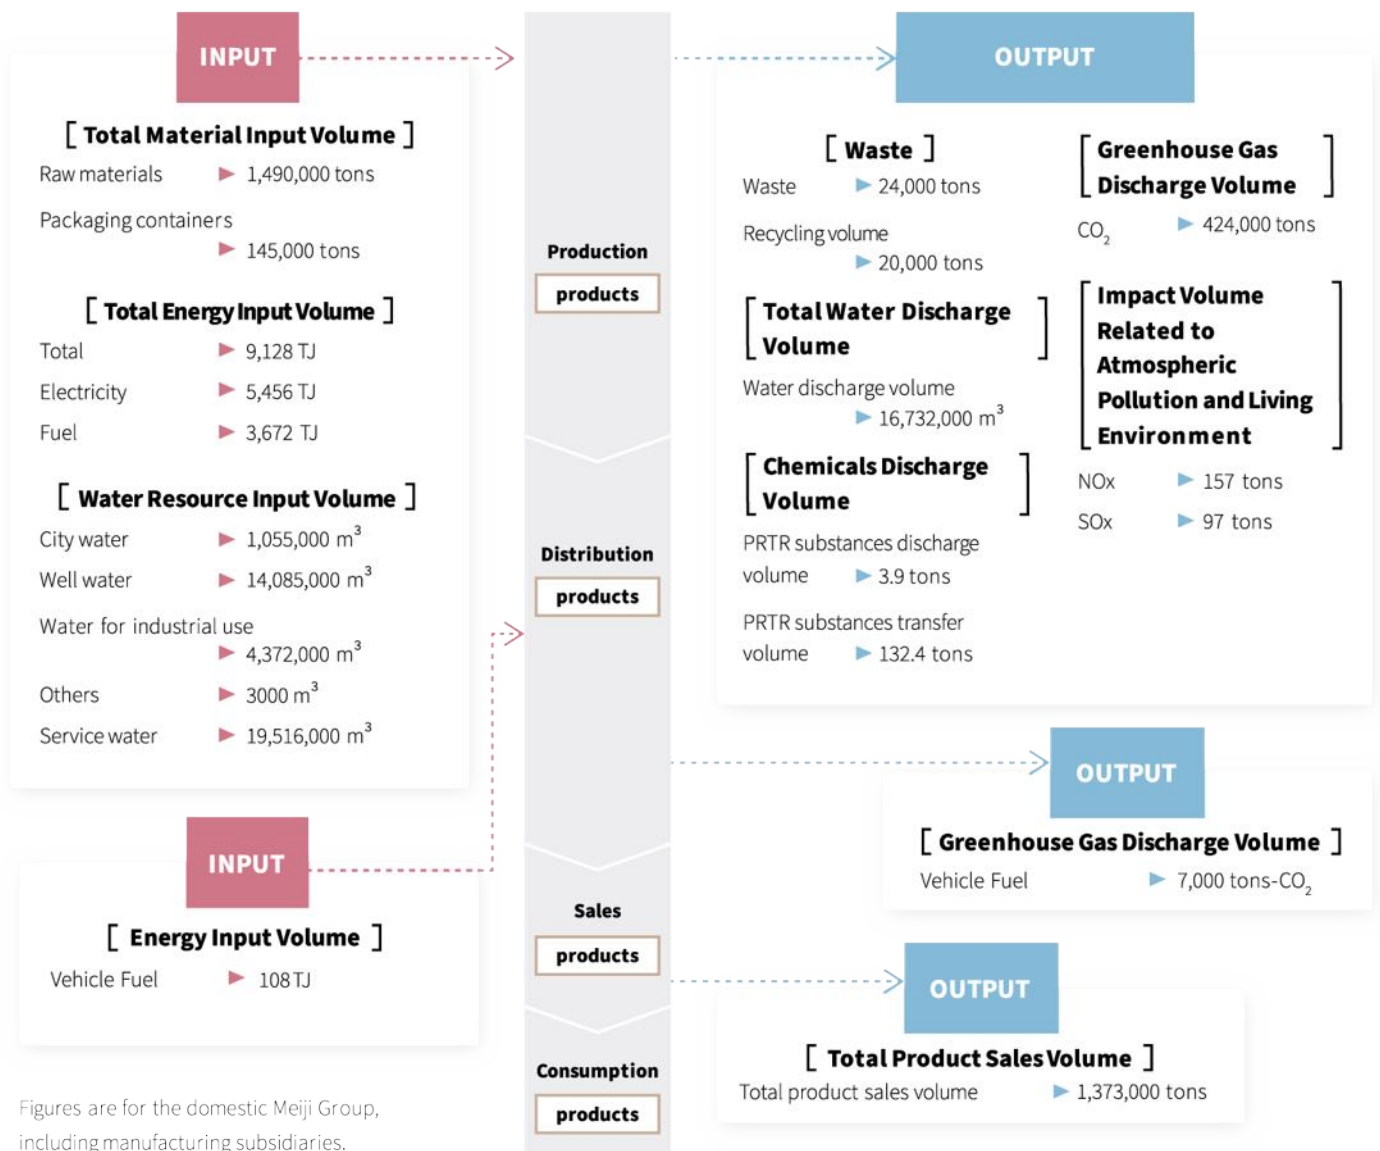 INPUT
[ Total Material Input Volume ]
Raw materials ▶ 1,490,000 tons
Packaging containers
▶ 145,000 tons
[ Total Energy Input Volume ]
Total ▶ 9,128 TJ
Electricity ▶ 5,456 TJ
Fuel ▶ 3,672 TJ
[ Water Resource Input Volume ]
City water ▶ 1,055,000 m³
Well water ▶ 14,085,000 m³
Water for industrial use
▶ 4,372,000 m³
Others ▶ 3000 m³
Service water ▶ 19,516,000 m³
INPUT
[ Energy Input Volume ]
Vehicle Fuel ▶ 108 TJ
Figures are for the domestic Meiji Group,
including manufacturing subsidiaries.
Production
products
Distribution
products
Sales
products
Consumption
products
OUTPUT
[ Waste ]
Waste ▶ 24,000 tons
Recycling volume
▶ 20,000 tons
[ Total Water Discharge
Volume ]
Water discharge volume
▶ 16,732,000 m³
[ Chemicals Discharge
Volume ]
PRTR substances discharge
volume ▶ 3.9 tons
PRTR substances transfer
volume ▶ 132.4 tons
[ Greenhouse Gas
Discharge Volume ]
CO₂ ▶ 424,000 tons
[ Impact Volume
Related to
Atmospheric
Pollution and Living
Environment ]
NOx ▶ 157 tons
SOx ▶ 97 tons
OUTPUT
[ Greenhouse Gas Discharge Volume ]
Vehicle Fuel ▶ 7,000 tons-CO₂
OUTPUT
[ Total Product Sales Volume ]
Total product sales volume ▶ 1,373,000 tons